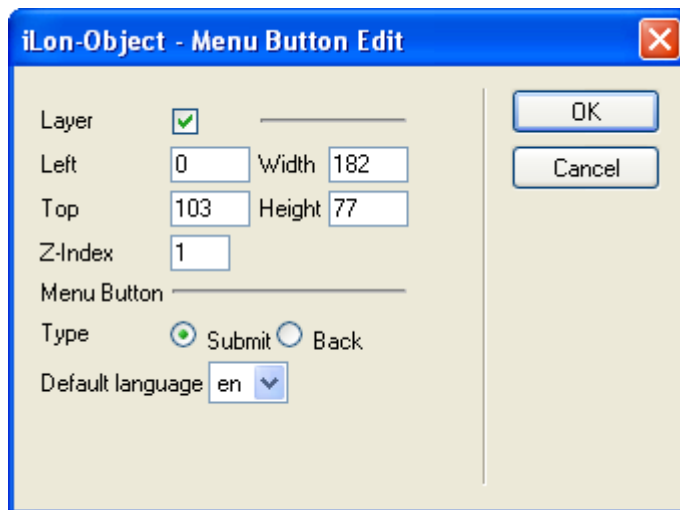 iLon-Object - Menu Button Edit
Layer
OK
Left 0 Width 182
Cancel
Top 103 Height 77
Z-Index 1
Menu Button
Type Submit Back
Default language en